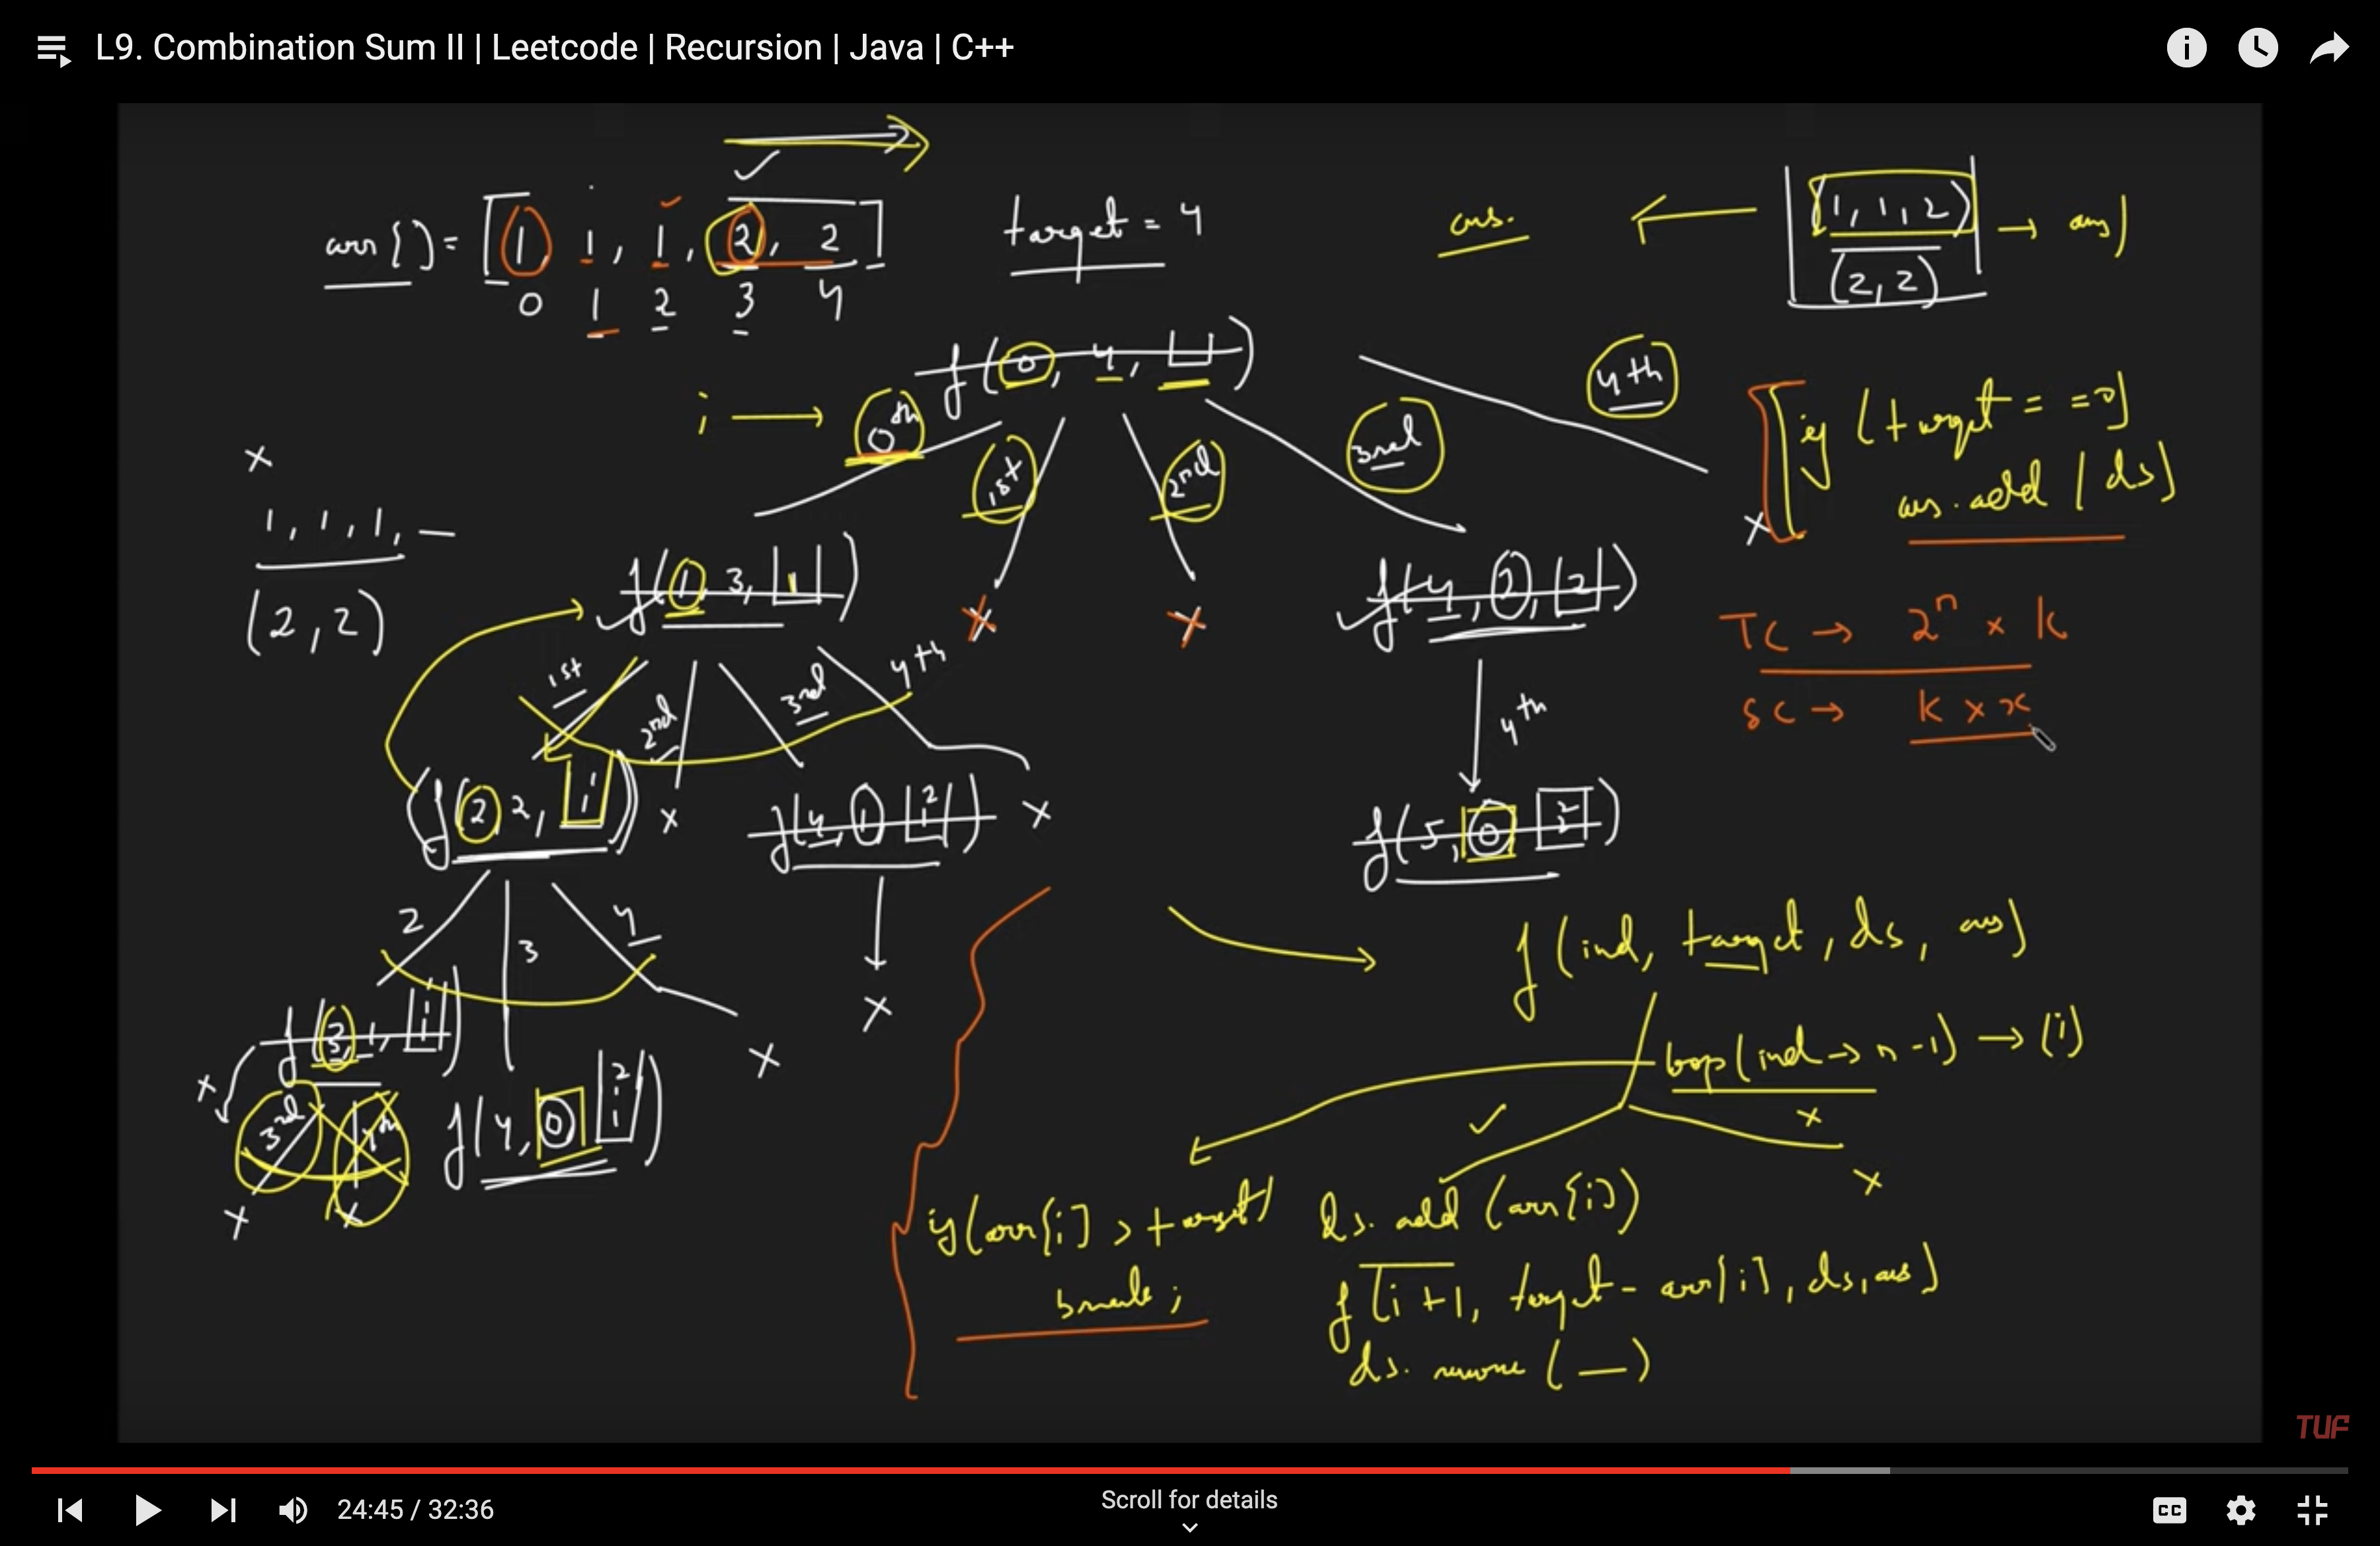 L9. Combination Sum II | Leetcode | Recursion | Java | C++
arr[] = [1, 1, 1, 2, 2]
0 1 2 3 4
target = 4
ans.
(1, 1, 2) → ans
(2, 2)
f(0, 4, )
i → 0th 1st 2nd 3rd 4th
if (target == 0)
ans.add(ds)
x
1, 1, 1, —
(2, 2)
f(1, 3, 1)
x
x
f(4, 2, 2)
x
TC → 2^n x k
SC → k x x
1st 2nd 3rd 4th
4th
f(2, 2, 1 1)
x
f(4, 1, 2 1)
x
f(5, 0, 2 2)
2 3 4
x
f(ind, target, ds, ans)
f(3, 1, 1 1 1)
x
loop(ind → n-1) → (i)
x
3rd 4th
f(4, 0, 2 1 1)
x
x x
if(arr[i] > target)
break;
ds.add(arr[i])
f(i+1, target - arr[i], ds, ans)
ds.remove(—)
TUF
24:45 / 32:36
Scroll for details
CC